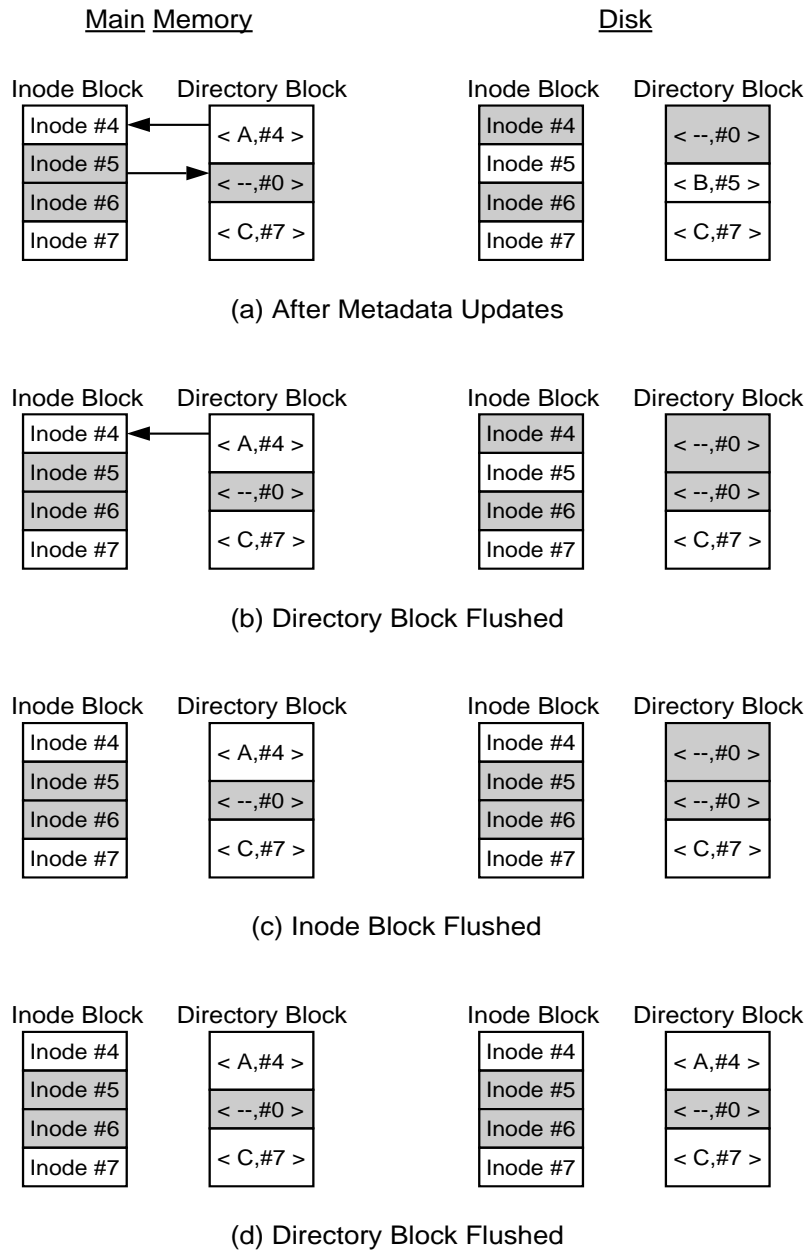 Main Memory
Disk
Inode Block Directory Block Inode Block Directory Block
Inode #4 < A,#4 > Inode #4 < --,#0 >
Inode #5 < --,#0 > Inode #5 < B,#5 >
Inode #6 < C,#7 > Inode #6 < C,#7 >
Inode #7 Inode #7
(a) After Metadata Updates
Inode Block Directory Block Inode Block Directory Block
Inode #4 < A,#4 > Inode #4 < --,#0 >
Inode #5 < --,#0 > Inode #5 < --,#0 >
Inode #6 < C,#7 > Inode #6 < C,#7 >
Inode #7 Inode #7
(b) Directory Block Flushed
Inode Block Directory Block Inode Block Directory Block
Inode #4 < A,#4 > Inode #4 < --,#0 >
Inode #5 < --,#0 > Inode #5 < --,#0 >
Inode #6 < C,#7 > Inode #6 < C,#7 >
Inode #7 Inode #7
(c) Inode Block Flushed
Inode Block Directory Block Inode Block Directory Block
Inode #4 < A,#4 > Inode #4 < A,#4 >
Inode #5 < --,#0 > Inode #5 < --,#0 >
Inode #6 < C,#7 > Inode #6 < C,#7 >
Inode #7 Inode #7
(d) Directory Block Flushed